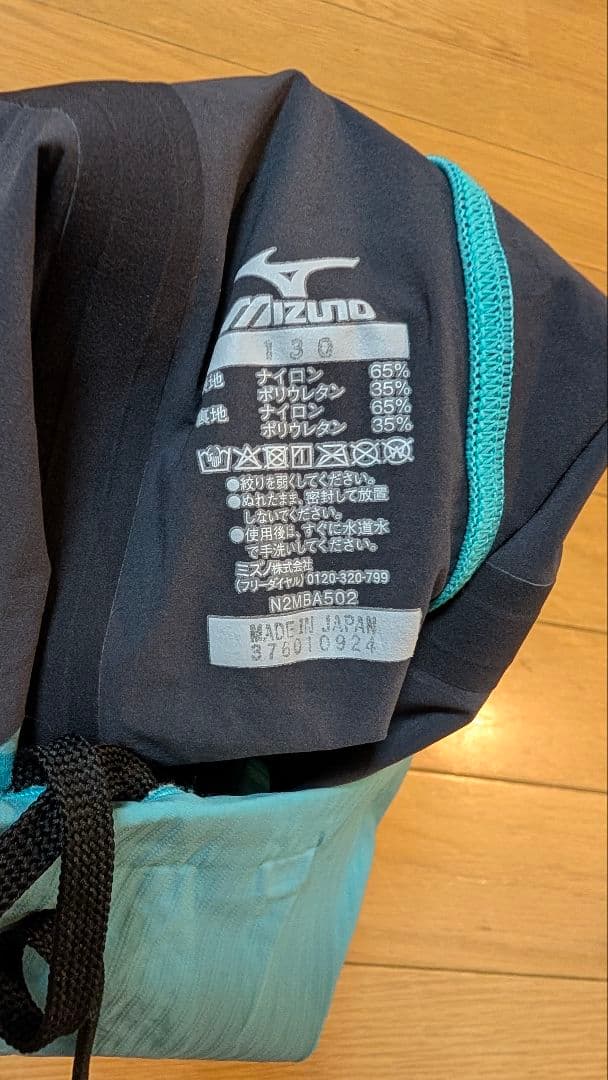 MIZUNO
130
地 ナイロン 65%
ポリウレタン 35%
裏地 ナイロン 65%
ポリウレタン 35%
●絞りを弱くしてください。
●ぬれたまま、密封して放置
しないでください。
●使用後は、すぐに水道水
で手洗いしてください。
ミズノ株式会社
(フリーダイヤル) 0120-320-799
N2MBA502
MADE IN JAPAN
376010924